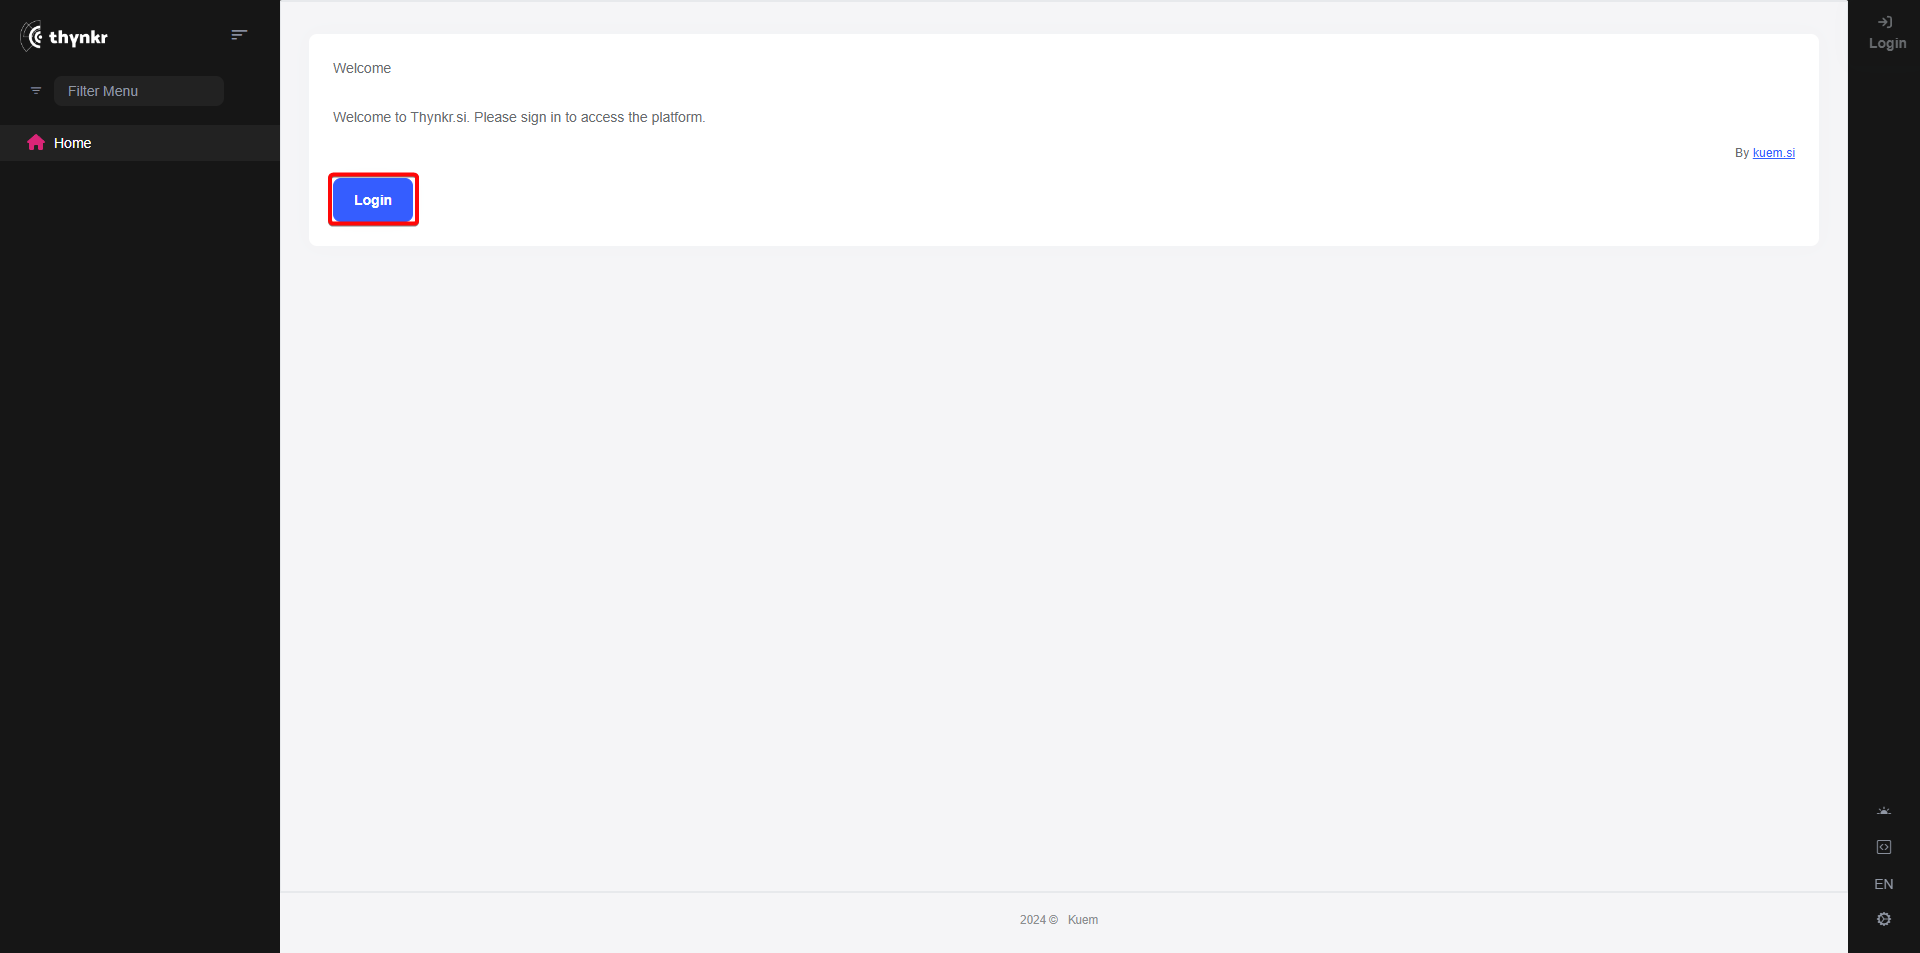 thynkr
Filter Menu
Home
Welcome
Welcome to Thynkr.si. Please sign in to access the platform.
By kuem.si
Login
2024 © Kuem
Login
EN